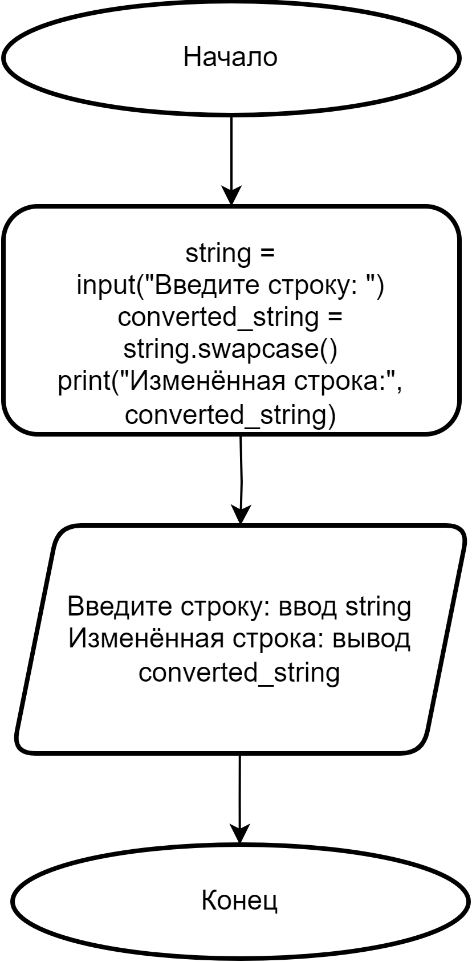 Начало
string =
input("Введите строку: ")
converted_string =
string.swapcase()
print("Изменённая строка:",
converted_string)
Введите строку: ввод string
Изменённая строка: вывод
converted_string
Конец